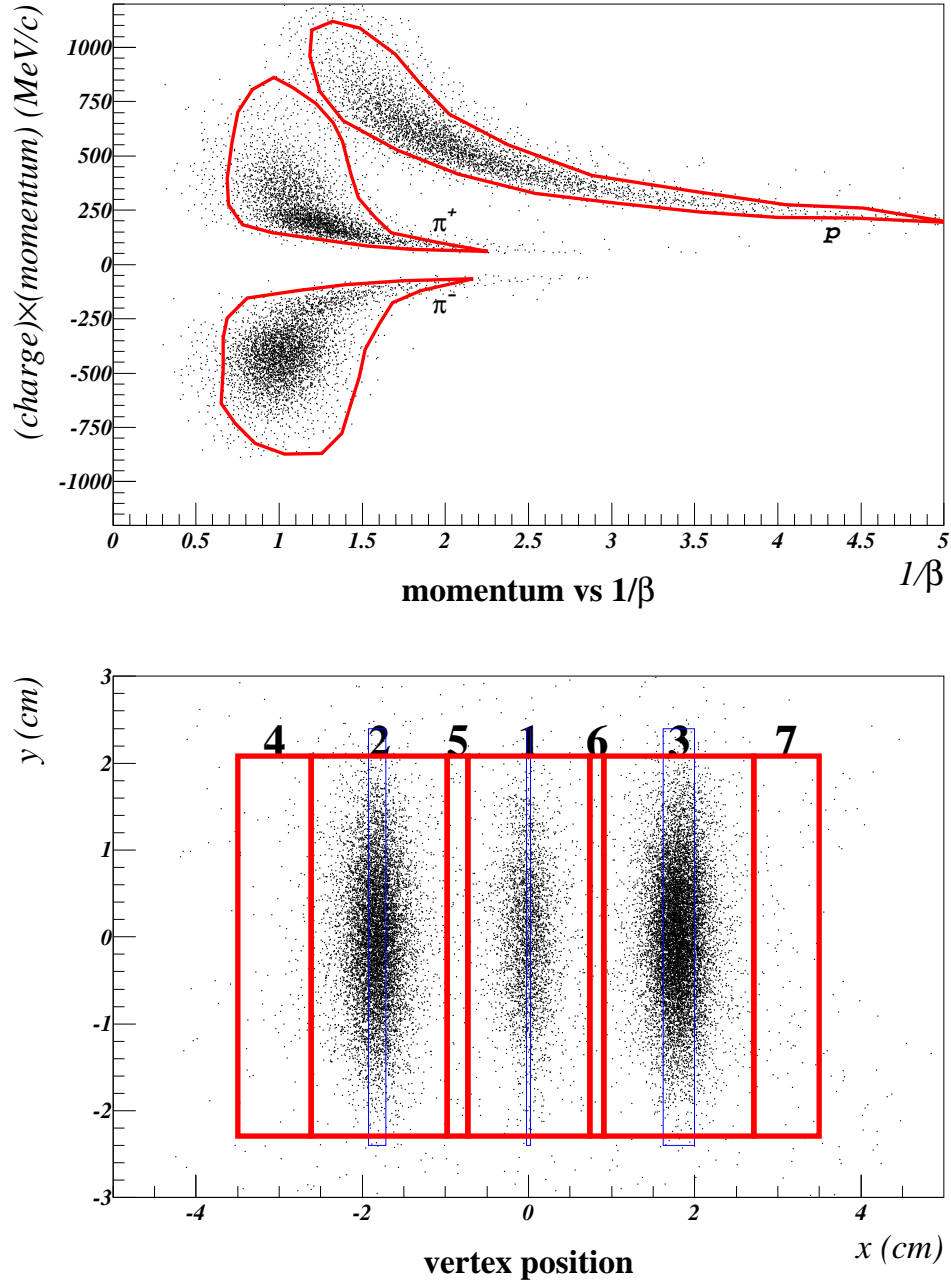 (charge)×(momentum) (MeV/c)
1000
750
500
250
0
-250
-500
-750
-1000
π+
π-
p
0 0.5 1 1.5 2 2.5 3 3.5 4 4.5 5
1/β
momentum vs 1/β
y (cm)
3
2
1
0
-1
-2
-3
4 2 5 1 6 3 7
-4 -2 0 2 4
x (cm)
vertex position